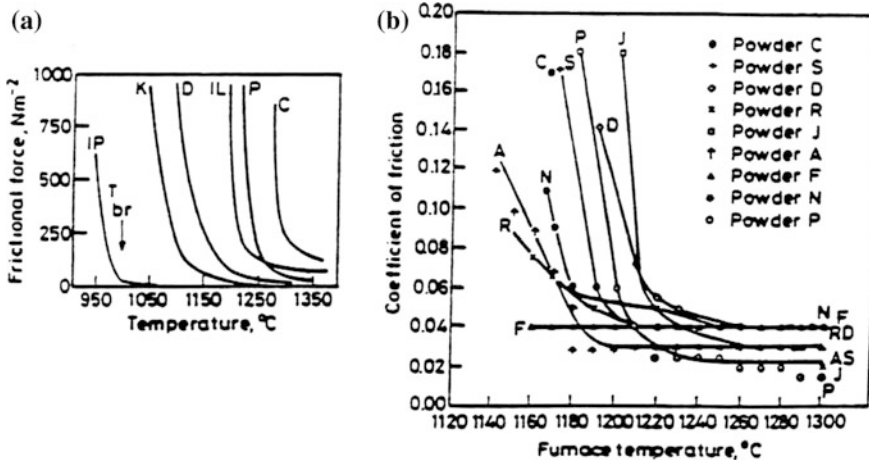 (a)
Frictional force, Nm-2
1000
750
500
250
0
K D IL P C
IP
T
br
950 1050 1150 1250 1350
Temperature, °C
(b)
Coefficient of friction
0.20
0.18
0.16
0.14
0.12
0.10
0.08
0.06
0.04
0.02
0.00
P J
C S
D
A
N
R
F
N F
RD
AS
J
P
Powder C
Powder S
Powder D
Powder R
Powder J
Powder A
Powder F
Powder N
Powder P
1120 1140 1160 1180 1200 1220 1240 1260 1280 1300
Furnace temperature, °C